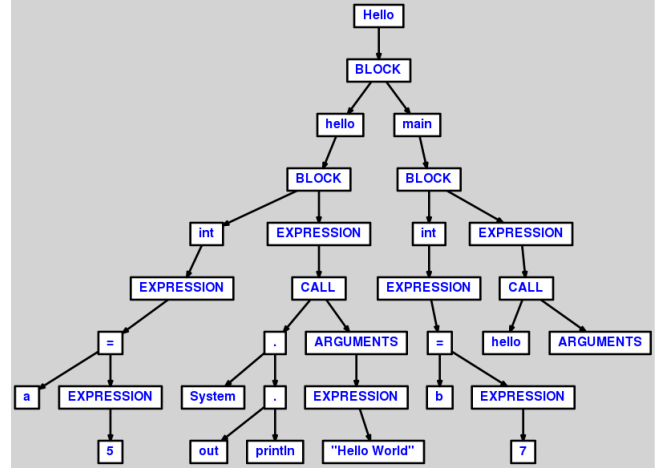 Hello
BLOCK
hello main
BLOCK BLOCK
int EXPRESSION int EXPRESSION
EXPRESSION CALL EXPRESSION CALL
= . ARGUMENTS = hello ARGUMENTS
a EXPRESSION System . EXPRESSION b EXPRESSION
5 out println "Hello World" 7